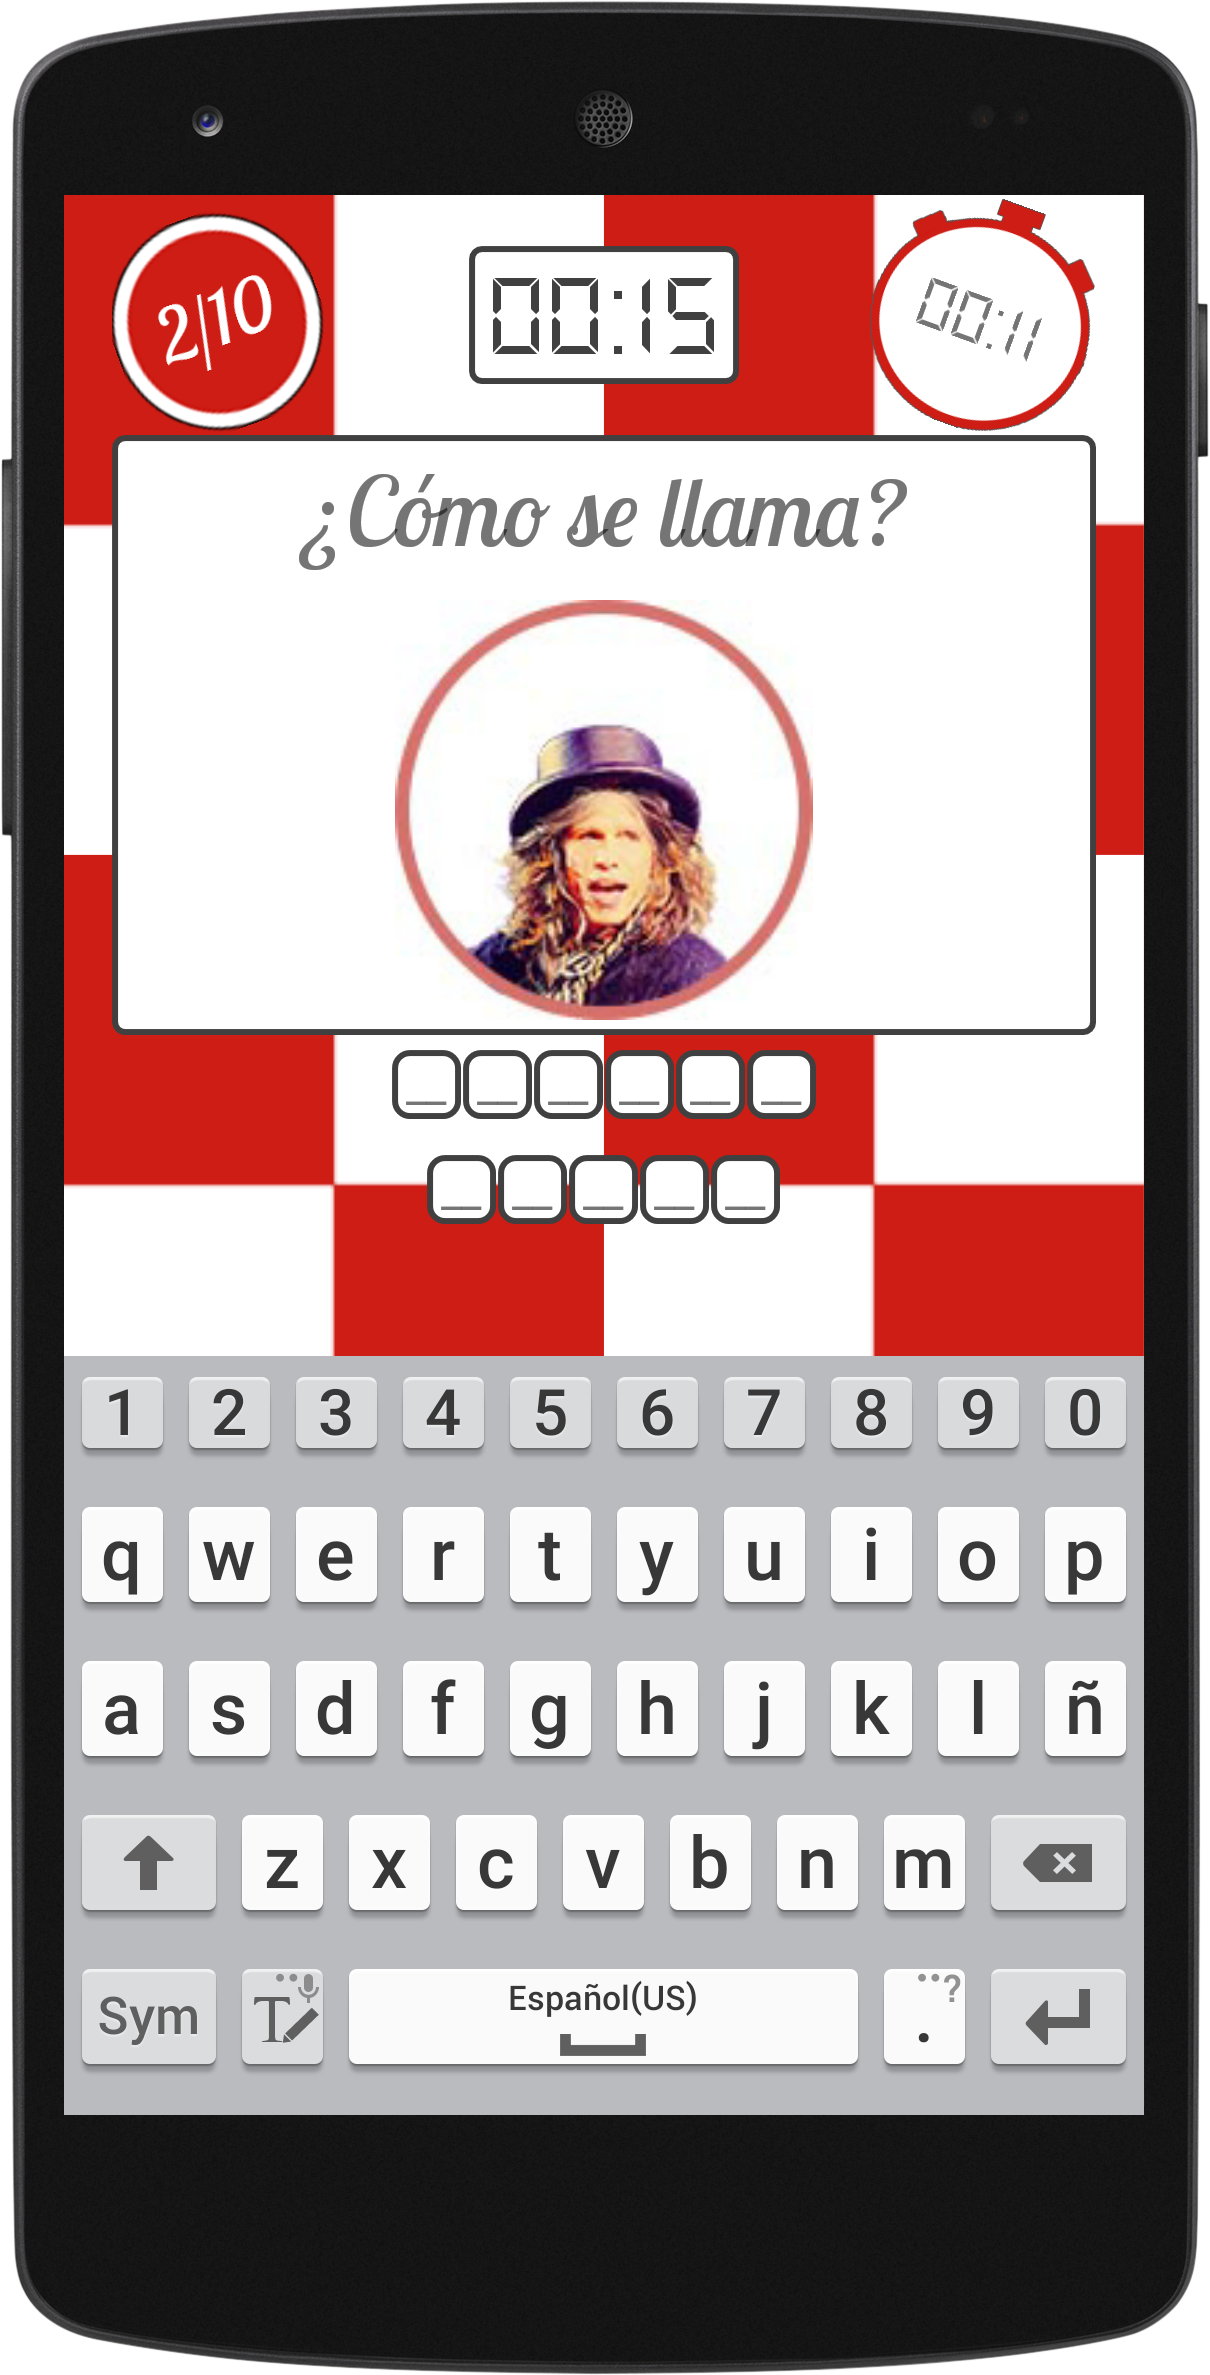 2/10
00:15
00:11
¿Cómo se llama?
_ _ _ _ _ _
_ _ _ _ _
1 2 3 4 5 6 7 8 9 0
q w e r t y u i o p
a s d f g h j k l ñ
z x c v b n m
Sym T Español(US) . ?